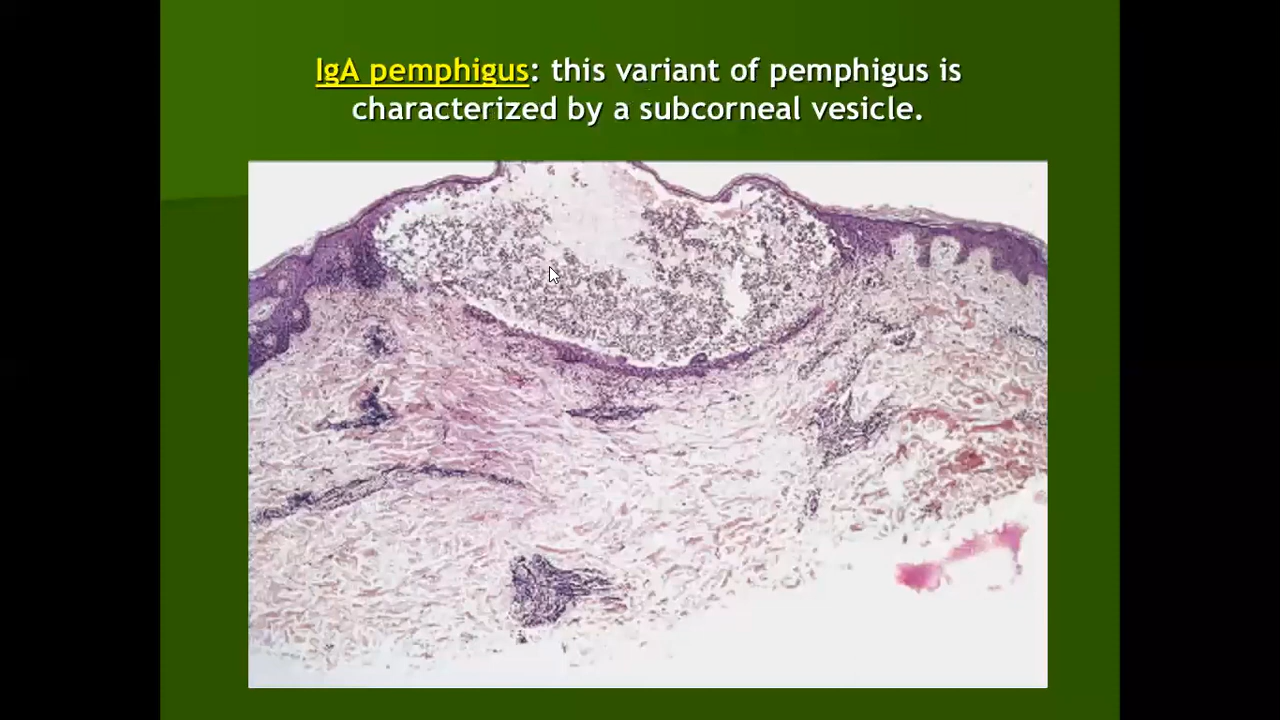 IgA pemphigus: this variant of pemphigus is
characterized by a subcorneal vesicle.